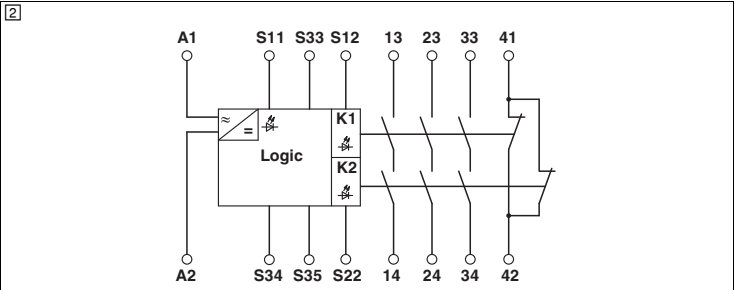 2
A1 S11 S33 S12 13 23 33 41
≈ K1
=
Logic
K2
A2 S34 S35 S22 14 24 34 42